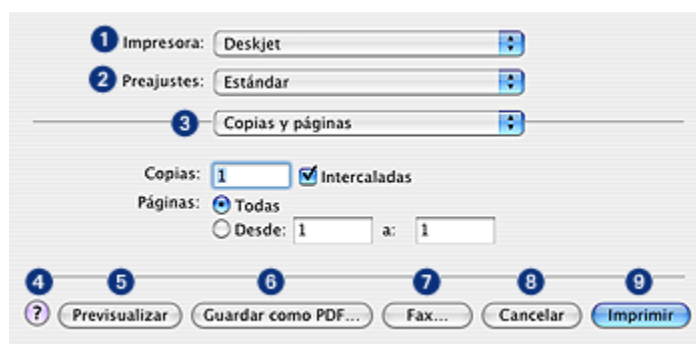 1 Impresora: Deskjet
2 Preajustes: Estándar
3 Copias y páginas
Copias: 1 Intercaladas
Páginas: Todas
Desde: 1 a: 1
4 5 6 7 8 9
? Previsualizar Guardar como PDF... Fax... Cancelar Imprimir